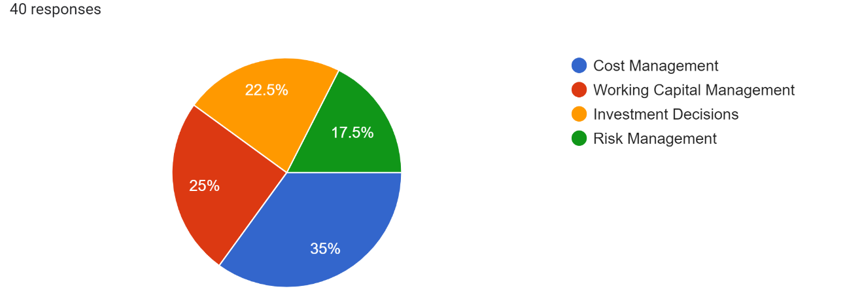 40 responses
22.5%
17.5%
25%
35%
Cost Management
Working Capital Management
Investment Decisions
Risk Management